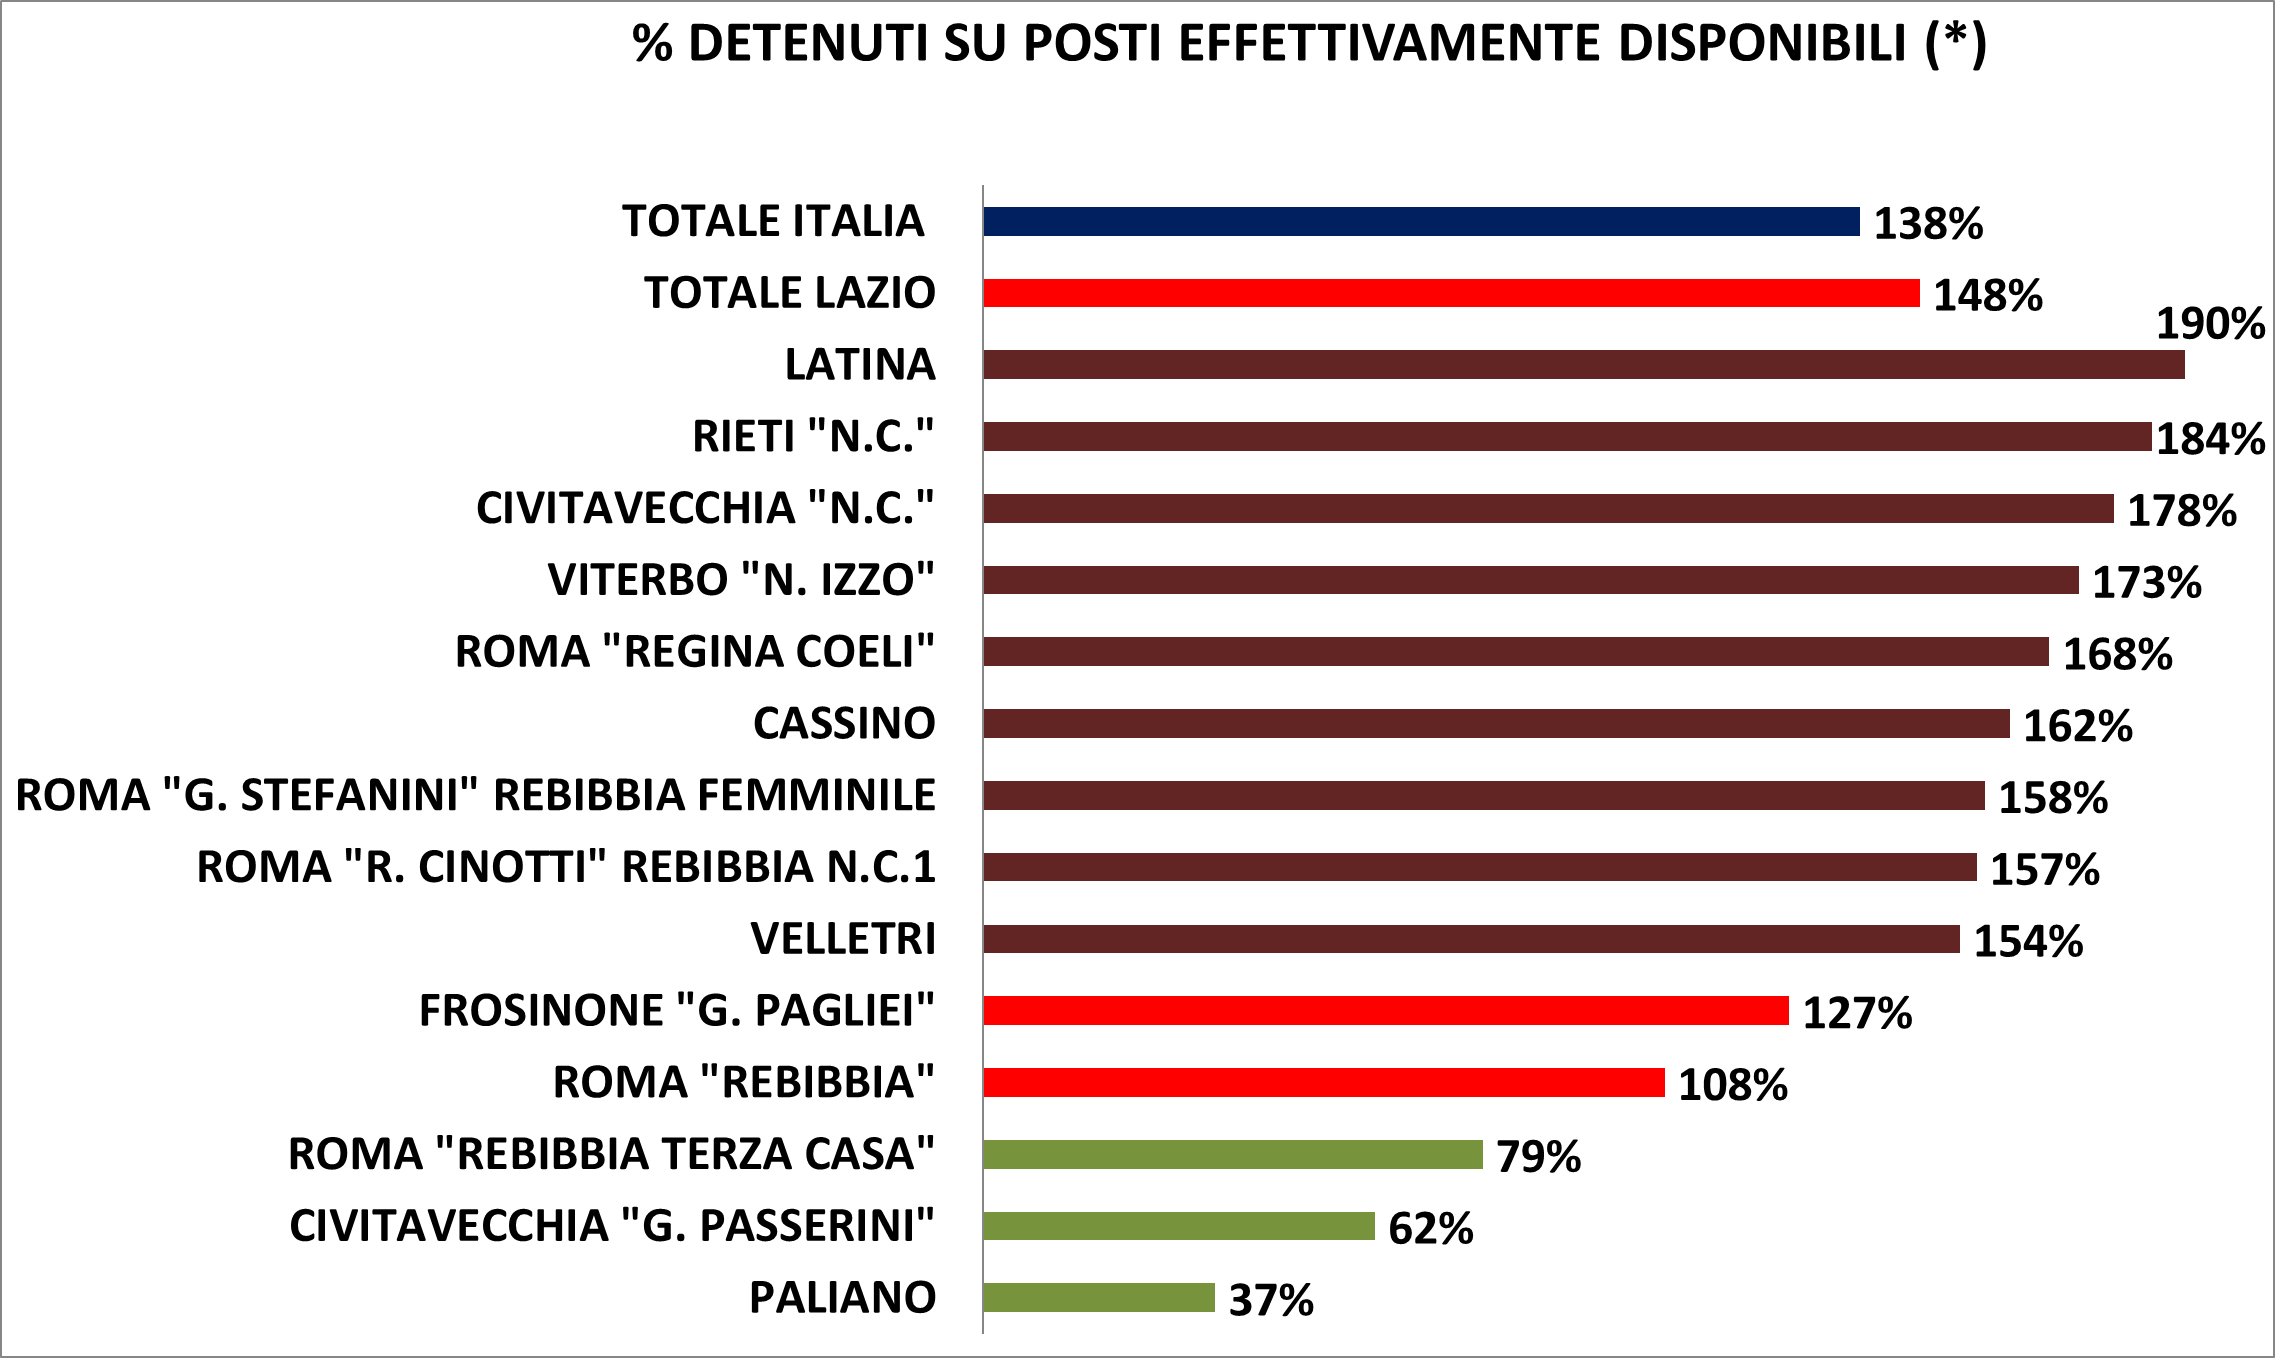 % DETENUTI SU POSTI EFFETTIVAMENTE DISPONIBILI (*)
TOTALE ITALIA 138%
TOTALE LAZIO 148%
LATINA 190%
RIETI "N.C." 184%
CIVITAVECCHIA "N.C." 178%
VITERBO "N. IZZO" 173%
ROMA "REGINA COELI" 168%
CASSINO 162%
ROMA "G. STEFANINI" REBIBBIA FEMMINILE 158%
ROMA "R. CINOTTI" REBIBBIA N.C.1 157%
VELLETRI 154%
FROSINONE "G. PAGLIEI" 127%
ROMA "REBIBBIA" 108%
ROMA "REBIBBIA TERZA CASA" 79%
CIVITAVECCHIA "G. PASSERINI" 62%
PALIANO 37%